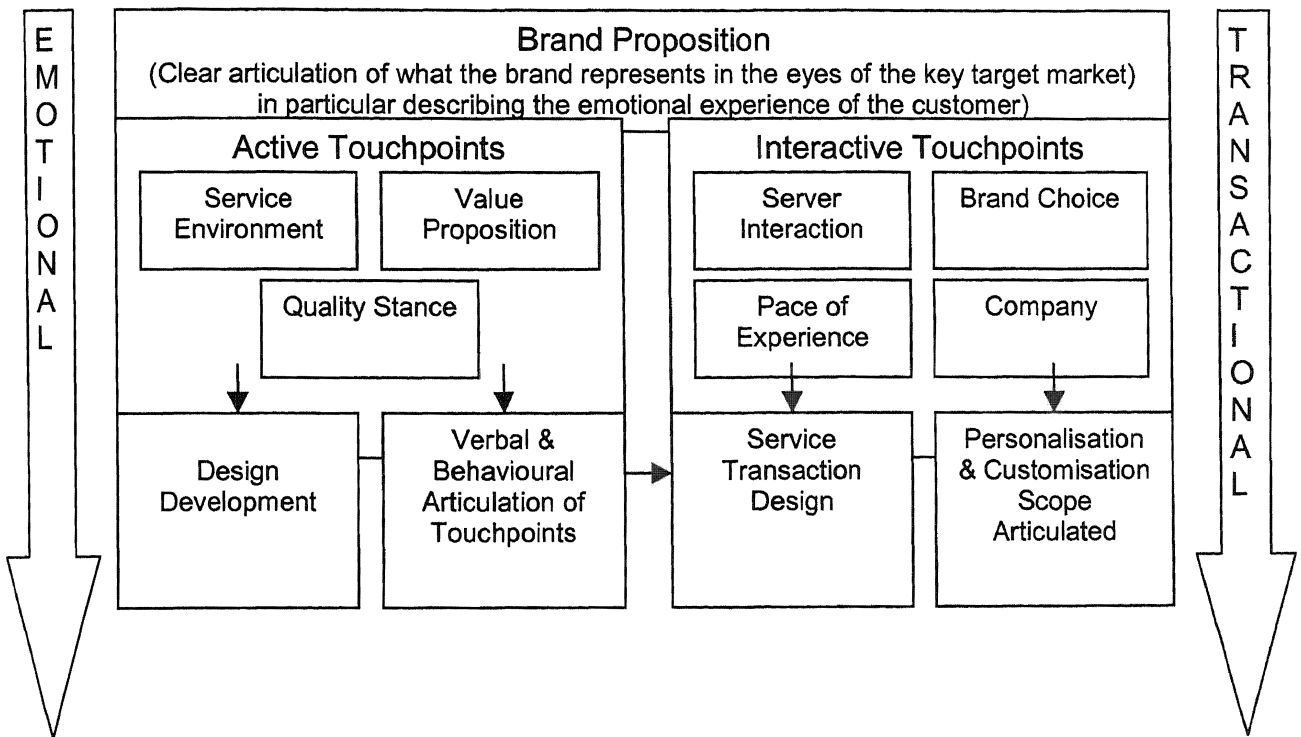 EMOTIONAL
Brand Proposition
(Clear articulation of what the brand represents in the eyes of the key target market)
in particular describing the emotional experience of the customer)
Active Touchpoints
Service
Environment
Value
Proposition
Quality Stance
Interactive Touchpoints
Server
Interaction
Brand Choice
Pace of
Experience
Company
Design
Development
Verbal &
Behavioural
Articulation of
Touchpoints
Service
Transaction
Design
Personalisation
& Customisation
Scope
Articulated
TRANSACTIONAL